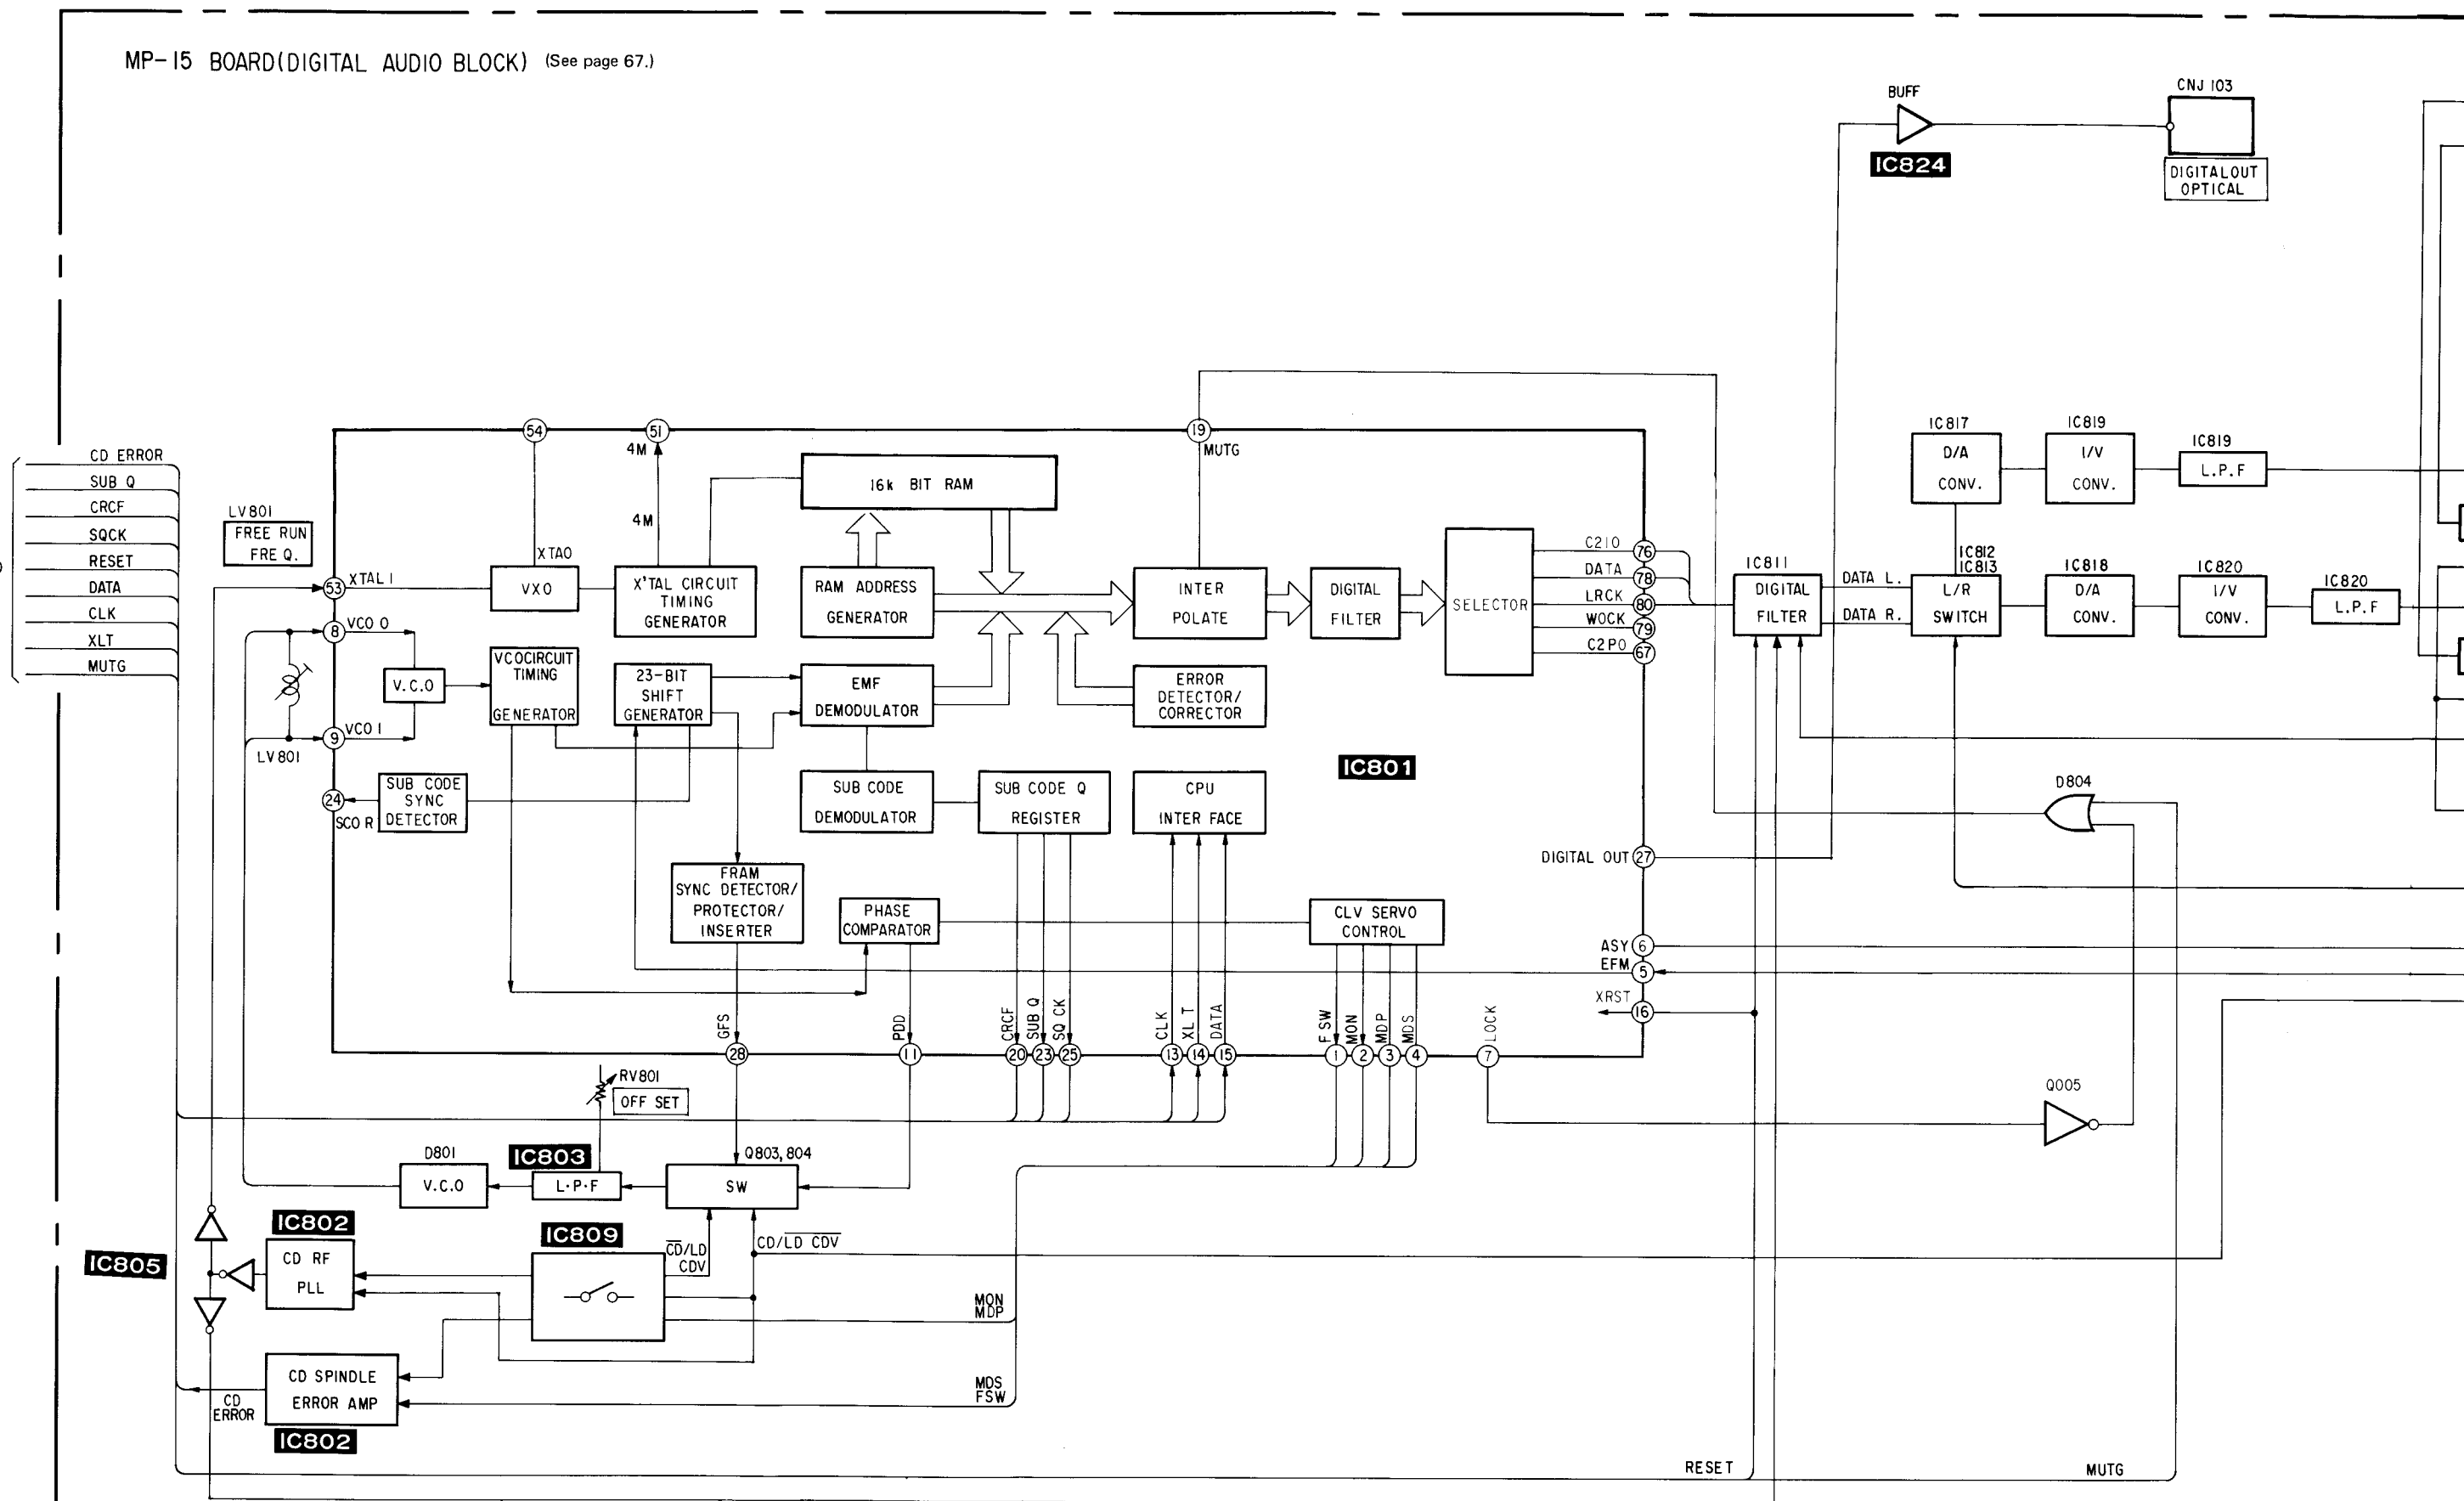 MP-15 BOARD(DIGITAL AUDIO BLOCK) (See page 67.)
BUFF
IC824
CNJ 103
DIGITALOUT
OPTICAL
CD ERROR
SUB Q
CRCF
SQCK
RESET
DATA
CLK
XLT
MUTG
LV801
FREE RUN
FRE Q.
54
51
4M
4M
19
MUTG
16k BIT RAM
53
XTAL I
XTAO
VXO
X'TAL CIRCUIT
TIMING
GENERATOR
RAM ADDRESS
GENERATOR
INTER
POLATE
DIGITAL
FILTER
SELECTOR
C2IO
76
DATA
78
LRCK
80
WOCK
79
C2PO
67
IC811
DIGITAL
FILTER
DATA L.
DATA R.
IC817
D/A
CONV.
IC819
I/V
CONV.
IC819
L.P.F
IC812
IC813
L/R
SWITCH
IC818
D/A
CONV.
IC820
I/V
CONV.
IC820
L.P.F
8
VCO O
V.C.O
9
VCO I
LV801
VCOCIRCUIT
TIMING
GENERATOR
23-BIT
SHIFT
GENERATOR
EMF
DEMODULATOR
ERROR
DETECTOR/
CORRECTOR
IC801
24
SCO R
SUB CODE
SYNC
DETECTOR
SUB CODE
DEMODULATOR
SUB CODE Q
REGISTER
CPU
INTER FACE
D804
DIGITAL OUT
27
FRAM
SYNC DETECTOR/
PROTECTOR/
INSERTER
PHASE
COMPARATOR
CLV SERVO
CONTROL
ASY
6
EFM
5
XRST
16
GFS
28
PDD
11
CRCF
20
SUB Q
23
SQ CK
25
CLK
13
XL T
14
DATA
15
F SW
1
MON
2
MDP
3
MDS
4
LOCK
7
Q005
RV801
OFF SET
D801
V.C.O
IC803
L.P.F
Q803, 804
SW
IC805
IC802
CD RF
PLL
IC809
CD/LD
CDV
CD/LD CDV
MON
MDP
CD SPINDLE
ERROR AMP
CD
ERROR
IC802
MDS
FSW
RESET
MUTG